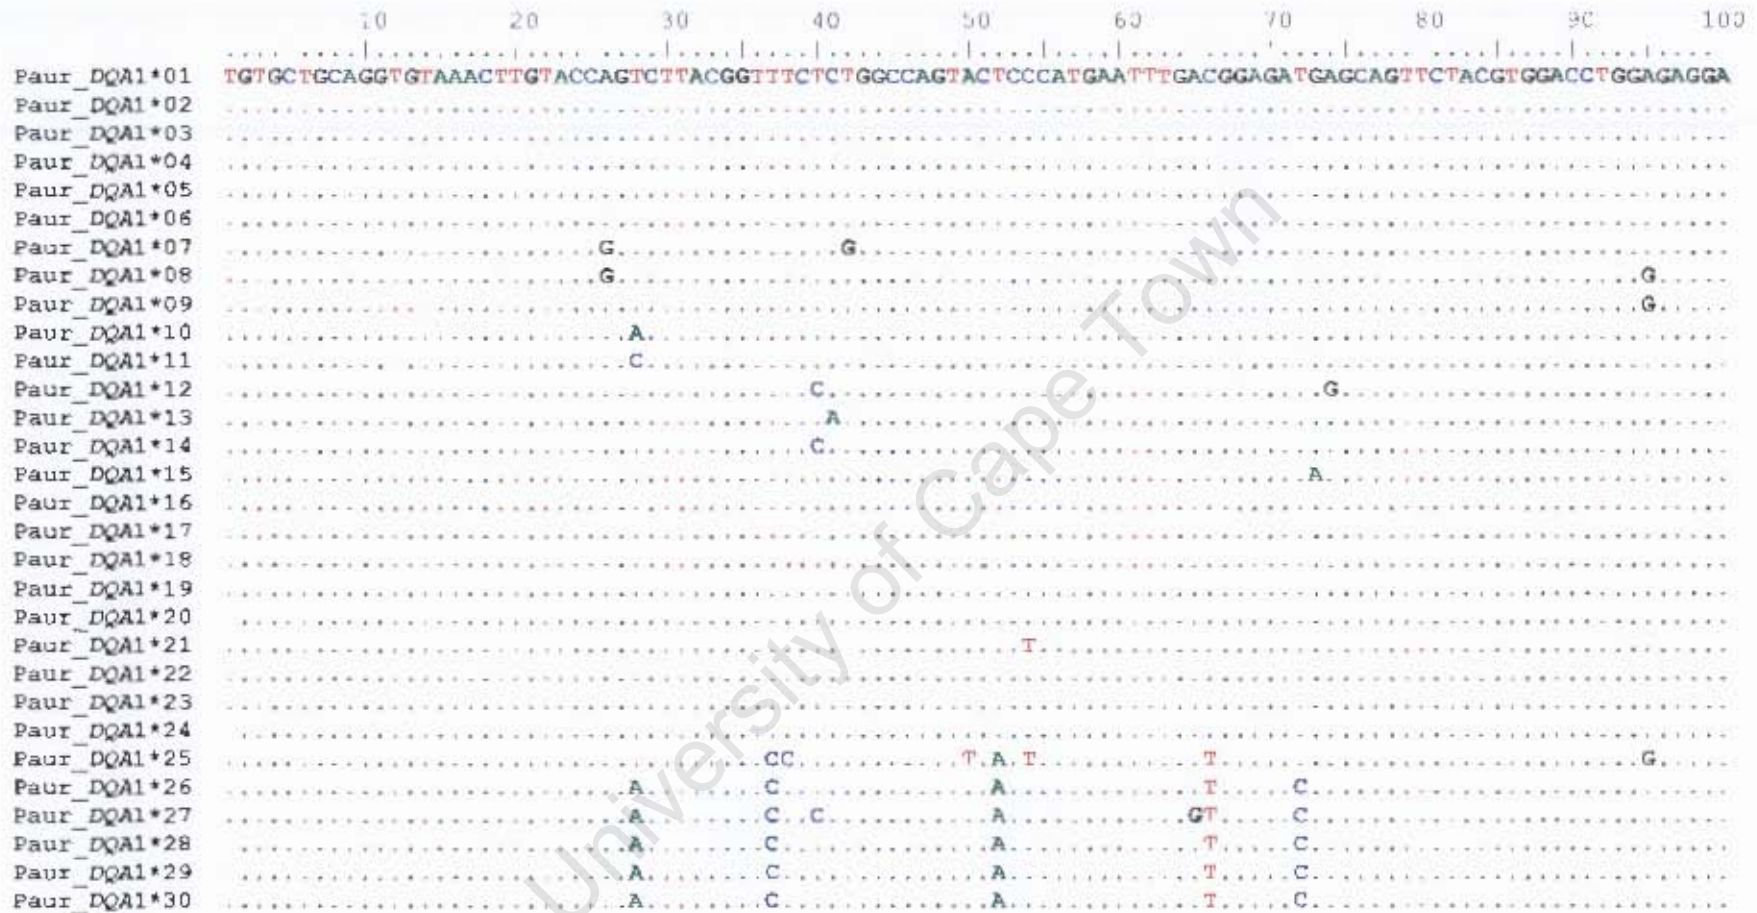 10 20 30 40 50 60 70 80 90 100
Paur_DQA1*01 TGTGCTGCAGGTGTAAACTTGTACCAGTCTTACGGTTTCTCTGGCCAGTACTCCCATGAATTTGACGGAGATGAGCAGTTCTACGTGGACCTGGAGAGGA
Paur_DQA1*02
Paur_DQA1*03
Paur_DQA1*04
Paur_DQA1*05
Paur_DQA1*06
Paur_DQA1*07 G G
Paur_DQA1*08 G G
Paur_DQA1*09 G
Paur_DQA1*10 A
Paur_DQA1*11 C
Paur_DQA1*12 C G
Paur_DQA1*13 A
Paur_DQA1*14 C
Paur_DQA1*15 A
Paur_DQA1*16
Paur_DQA1*17
Paur_DQA1*18
Paur_DQA1*19
Paur_DQA1*20
Paur_DQA1*21 T
Paur_DQA1*22
Paur_DQA1*23
Paur_DQA1*24
Paur_DQA1*25 CC T A T T G
Paur_DQA1*26 A C A T C
Paur_DQA1*27 A C C A GT C
Paur_DQA1*28 A C A T C
Paur_DQA1*29 A C A T C
Paur_DQA1*30 A C A T C
University of Cape Town